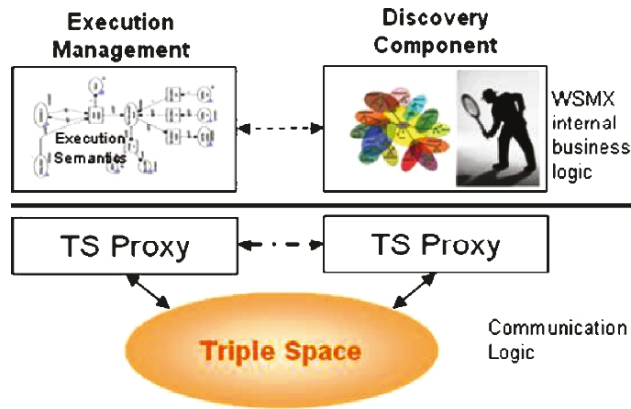 Execution
Management
Discovery
Component
Execution
Semantics
WSMX
internal
business
logic
TS Proxy
TS Proxy
Triple Space
Communication
Logic